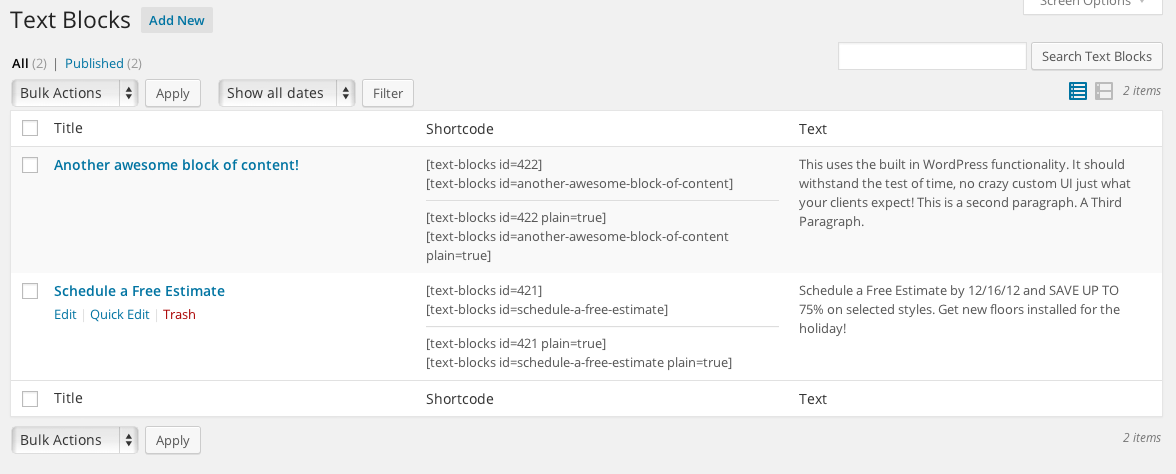 Screen Options
Text Blocks Add New
All (2) | Published (2)
Search Text Blocks
Bulk Actions Apply Show all dates Filter 2 items
Title Shortcode Text
Another awesome block of content!
[text-blocks id=422]
[text-blocks id=another-awesome-block-of-content]
[text-blocks id=422 plain=true]
[text-blocks id=another-awesome-block-of-content
plain=true]
This uses the built in WordPress functionality. It should
withstand the test of time, no crazy custom UI just what
your clients expect! This is a second paragraph. A Third
Paragraph.
Schedule a Free Estimate
Edit | Quick Edit | Trash
[text-blocks id=421]
[text-blocks id=schedule-a-free-estimate]
[text-blocks id=421 plain=true]
[text-blocks id=schedule-a-free-estimate plain=true]
Schedule a Free Estimate by 12/16/12 and SAVE UP TO
75% on selected styles. Get new floors installed for the
holiday!
Title Shortcode Text
Bulk Actions Apply 2 items